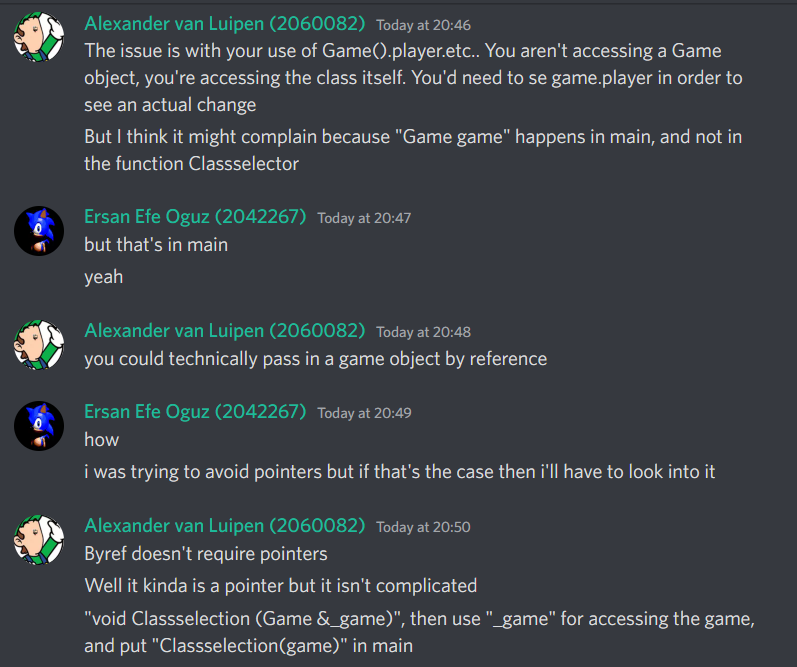 Alexander van Luipen (2060082) Today at 20:46
The issue is with your use of Game().player.etc.. You aren't accessing a Game
object, you're accessing the class itself. You'd need to se game.player in order to
see an actual change
But I think it might complain because "Game game" happens in main, and not in
the function Classselector
Ersan Efe Oguz (2042267) Today at 20:47
but that's in main
yeah
Alexander van Luipen (2060082) Today at 20:48
you could technically pass in a game object by reference
Ersan Efe Oguz (2042267) Today at 20:49
how
i was trying to avoid pointers but if that's the case then i'll have to look into it
Alexander van Luipen (2060082) Today at 20:50
Byref doesn't require pointers
Well it kinda is a pointer but it isn't complicated
"void Classselection (Game &_game)", then use "_game" for accessing the game,
and put "Classselection(game)" in main